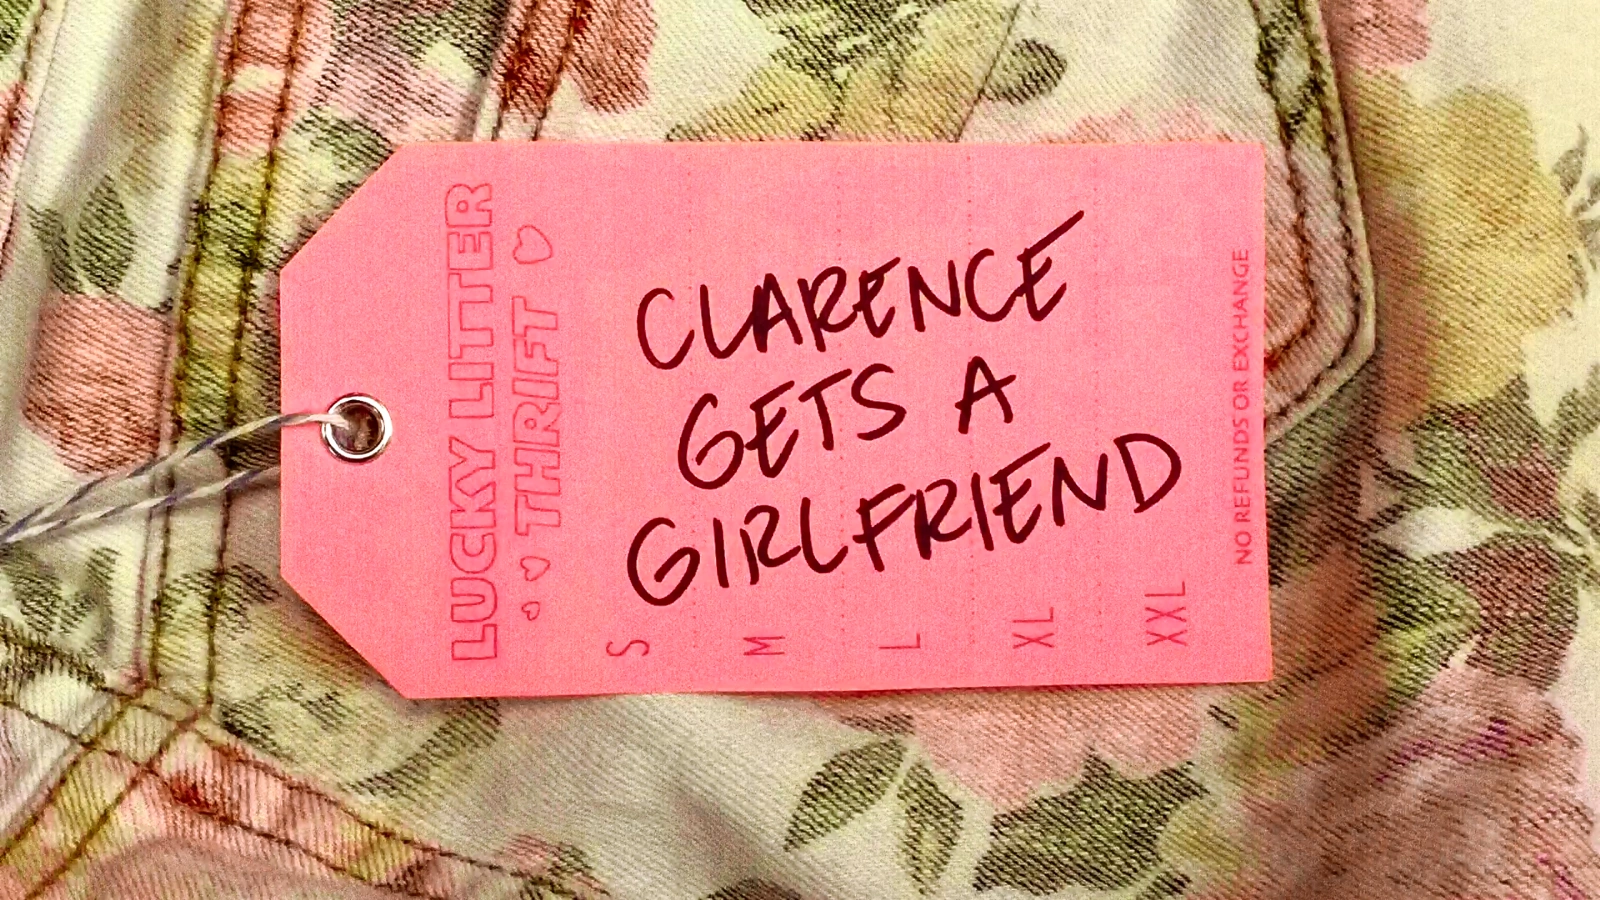 LUCKY LITTER
THRIFT
CLARENCE
GETS A
GIRLFRIEND
S
M
L
XL
XXL
NO REFUNDS OR EXCHANGE